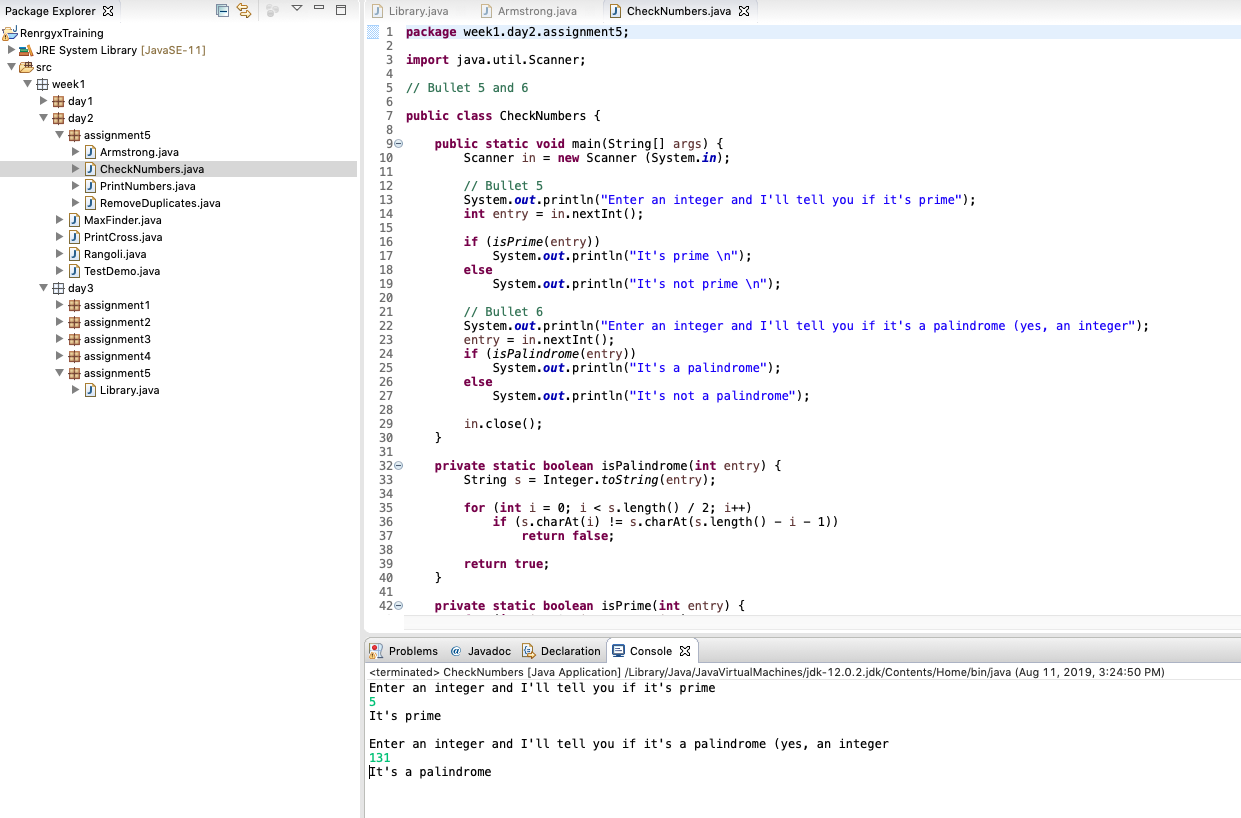 Package Explorer
RenrgyxTraining
JRE System Library [JavaSE-11]
src
week1
day1
day2
assignment5
Armstrong.java
CheckNumbers.java
PrintNumbers.java
RemoveDuplicates.java
MaxFinder.java
PrintCross.java
Rangoli.java
TestDemo.java
day3
assignment1
assignment2
assignment3
assignment4
assignment5
Library.java
Library.java Armstrong.java CheckNumbers.java
1 package week1.day2.assignment5;
2
3 import java.util.Scanner;
4
5 // Bullet 5 and 6
6
7 public class CheckNumbers {
8
9 public static void main(String[] args) {
10 Scanner in = new Scanner (System.in);
11
12 // Bullet 5
13 System.out.println("Enter an integer and I'll tell you if it's prime");
14 int entry = in.nextInt();
15
16 if (isPrime(entry))
17 System.out.println("It's prime \n");
18 else
19 System.out.println("It's not prime \n");
20
21 // Bullet 6
22 System.out.println("Enter an integer and I'll tell you if it's a palindrome (yes, an integer");
23 entry = in.nextInt();
24 if (isPalindrome(entry))
25 System.out.println("It's a palindrome");
26 else
27 System.out.println("It's not a palindrome");
28
29 in.close();
30 }
31
32 private static boolean isPalindrome(int entry) {
33 String s = Integer.toString(entry);
34
35 for (int i = 0; i < s.length() / 2; i++)
36 if (s.charAt(i) != s.charAt(s.length() - i - 1))
37 return false;
38
39 return true;
40 }
41
42 private static boolean isPrime(int entry) {
Problems @ Javadoc Declaration Console
<terminated> CheckNumbers [Java Application] /Library/Java/JavaVirtualMachines/jdk-12.0.2.jdk/Contents/Home/bin/java (Aug 11, 2019, 3:24:50 PM)
Enter an integer and I'll tell you if it's prime
5
It's prime
Enter an integer and I'll tell you if it's a palindrome (yes, an integer
131
It's a palindrome